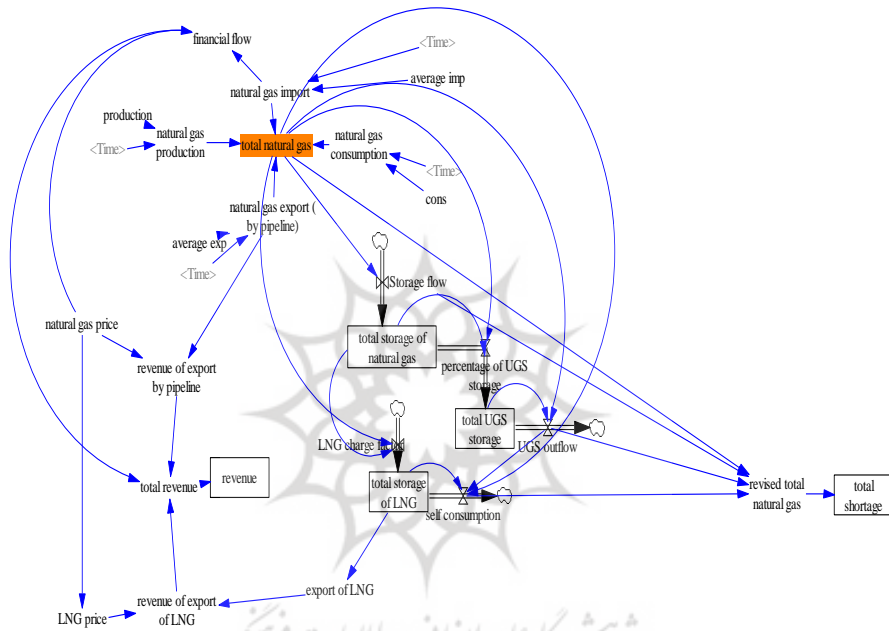 financial flow
<Time>
average imp
natural gas import
production
natural gas
production
<Time>
total natural gas
natural gas
consumption
<Time>
cons
natural gas export (
by pipeline)
average exp
<Time>
Storage flow
natural gas price
total storage of
natural gas
revenue of export
by pipeline
percentage of UGS
storage
total UGS
storage
UGS outflow
LNG charge
total revenue
revenue
total storage
of LNG
self consumption
revised total
natural gas
total
shortage
export of LNG
LNG price
revenue of export
of LNG